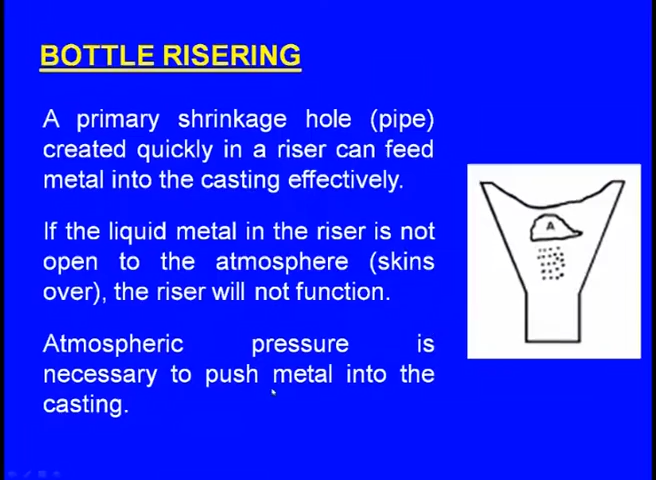 BOTTLE RISERING
A primary shrinkage hole (pipe)
created quickly in a riser can feed
metal into the casting effectively.
If the liquid metal in the riser is not
open to the atmosphere (skins
over), the riser will not function.
Atmospheric pressure is
necessary to push metal into the
casting.
A
B